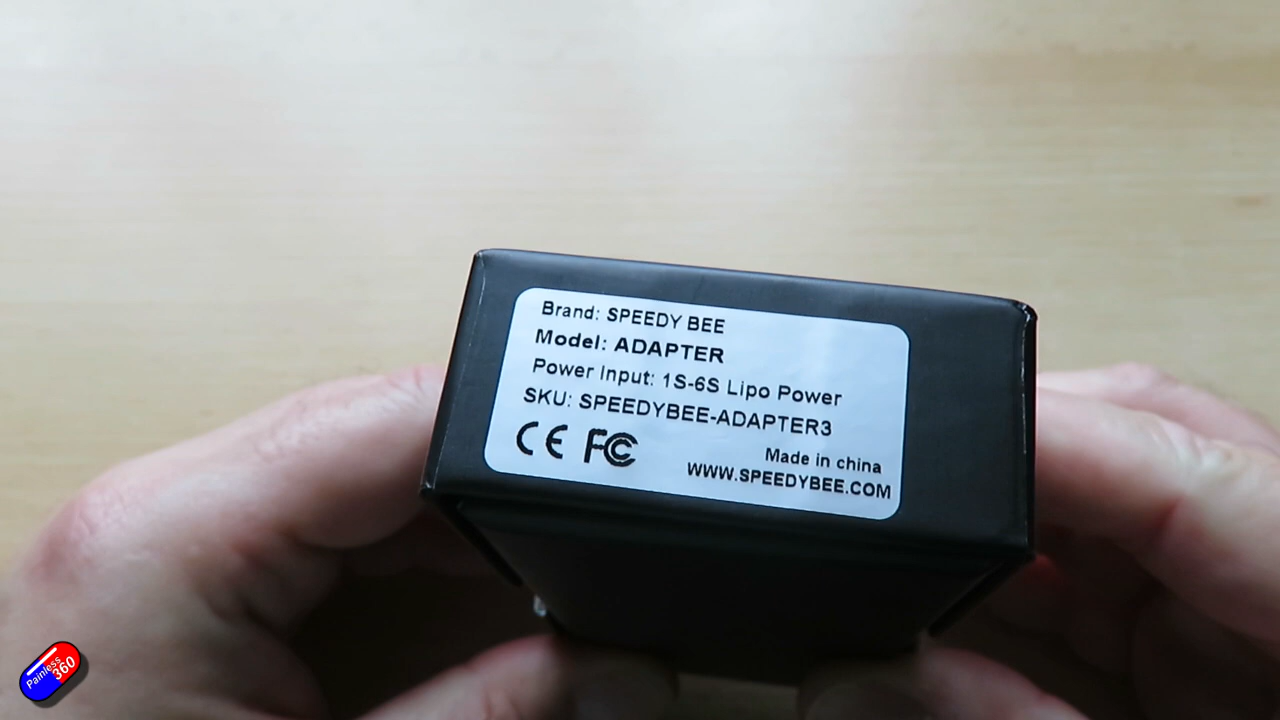 Brand: SPEEDY BEE
Model: ADAPTER
Power Input: 1S-6S Lipo Power
SKU: SPEEDYBEE-ADAPTER3
CE FC
Made in china
WWW.SPEEDYBEE.COM
Painless
360